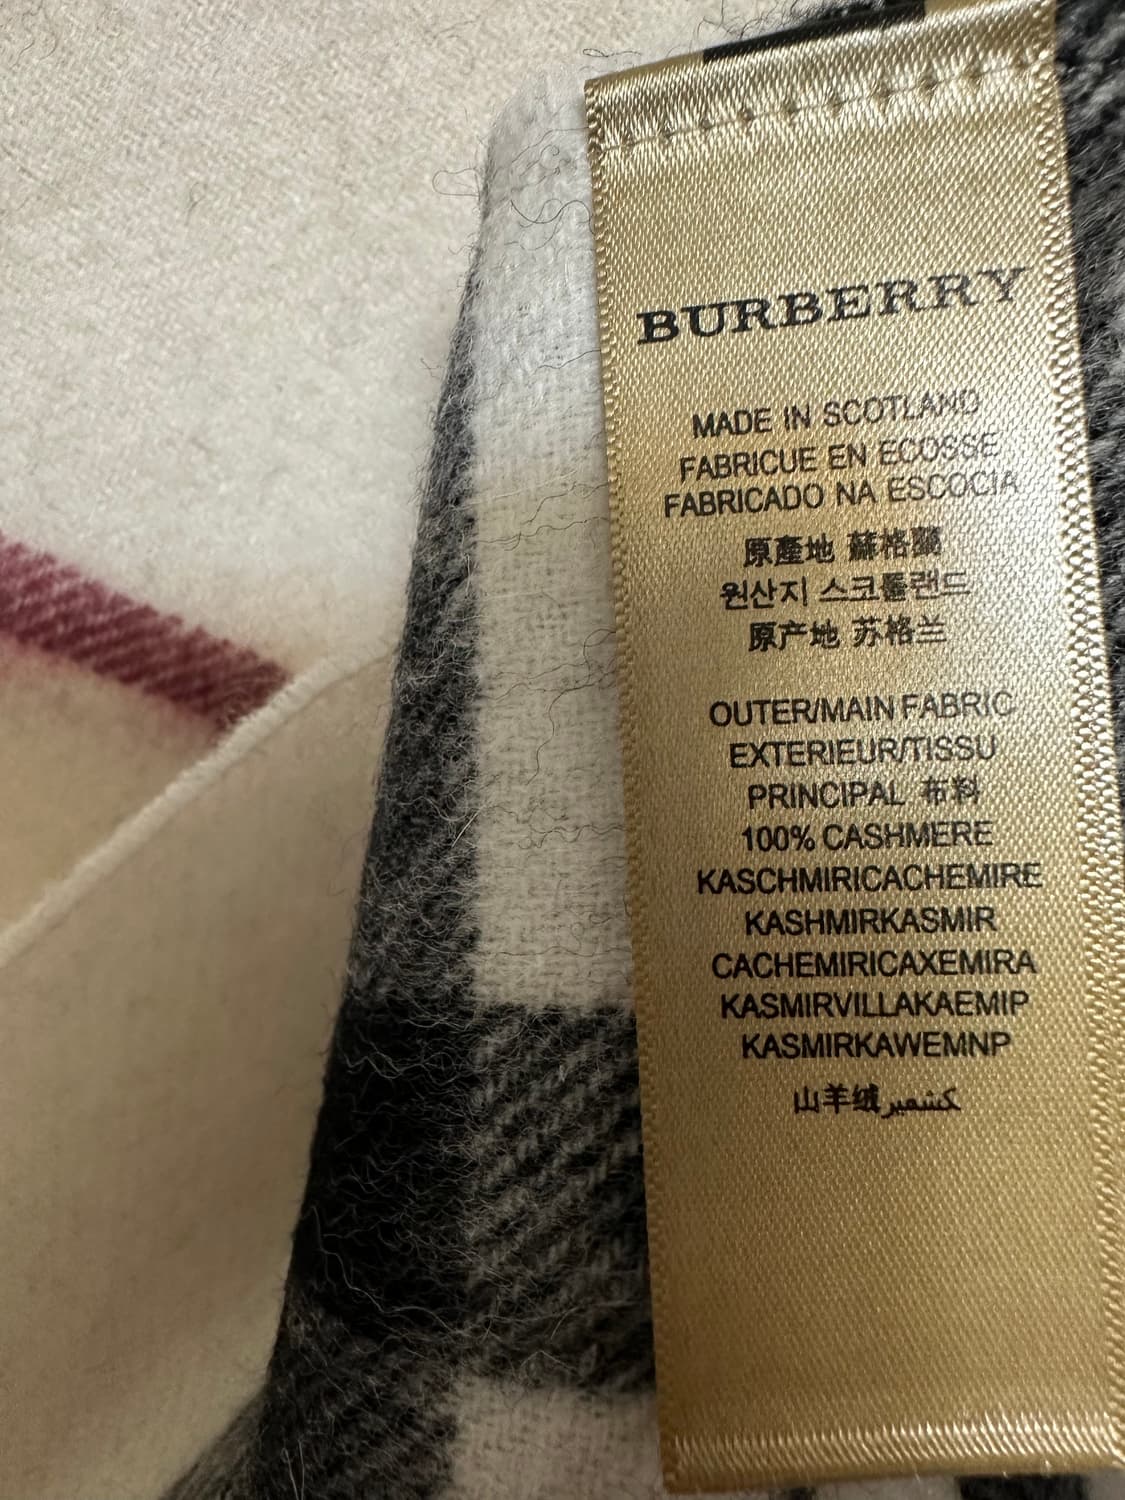 BURBERRY
MADE IN SCOTLAND
FABRICUE EN ECOSSE
FABRICADO NA ESCOCIA
原產地 蘇格蘭
원산지 스코틀랜드
原产地 苏格兰
OUTER/MAIN FABRIC
EXTERIEUR/TISSU
PRINCIPAL 布料
100% CASHMERE
KASCHMIRICACHEMIRE
KASHMIRKASMIR
CACHEMIRICAXEMIRA
KASMIRVILLAKAEMIP
KASMIRKAWEMNP
山羊绒كشمير